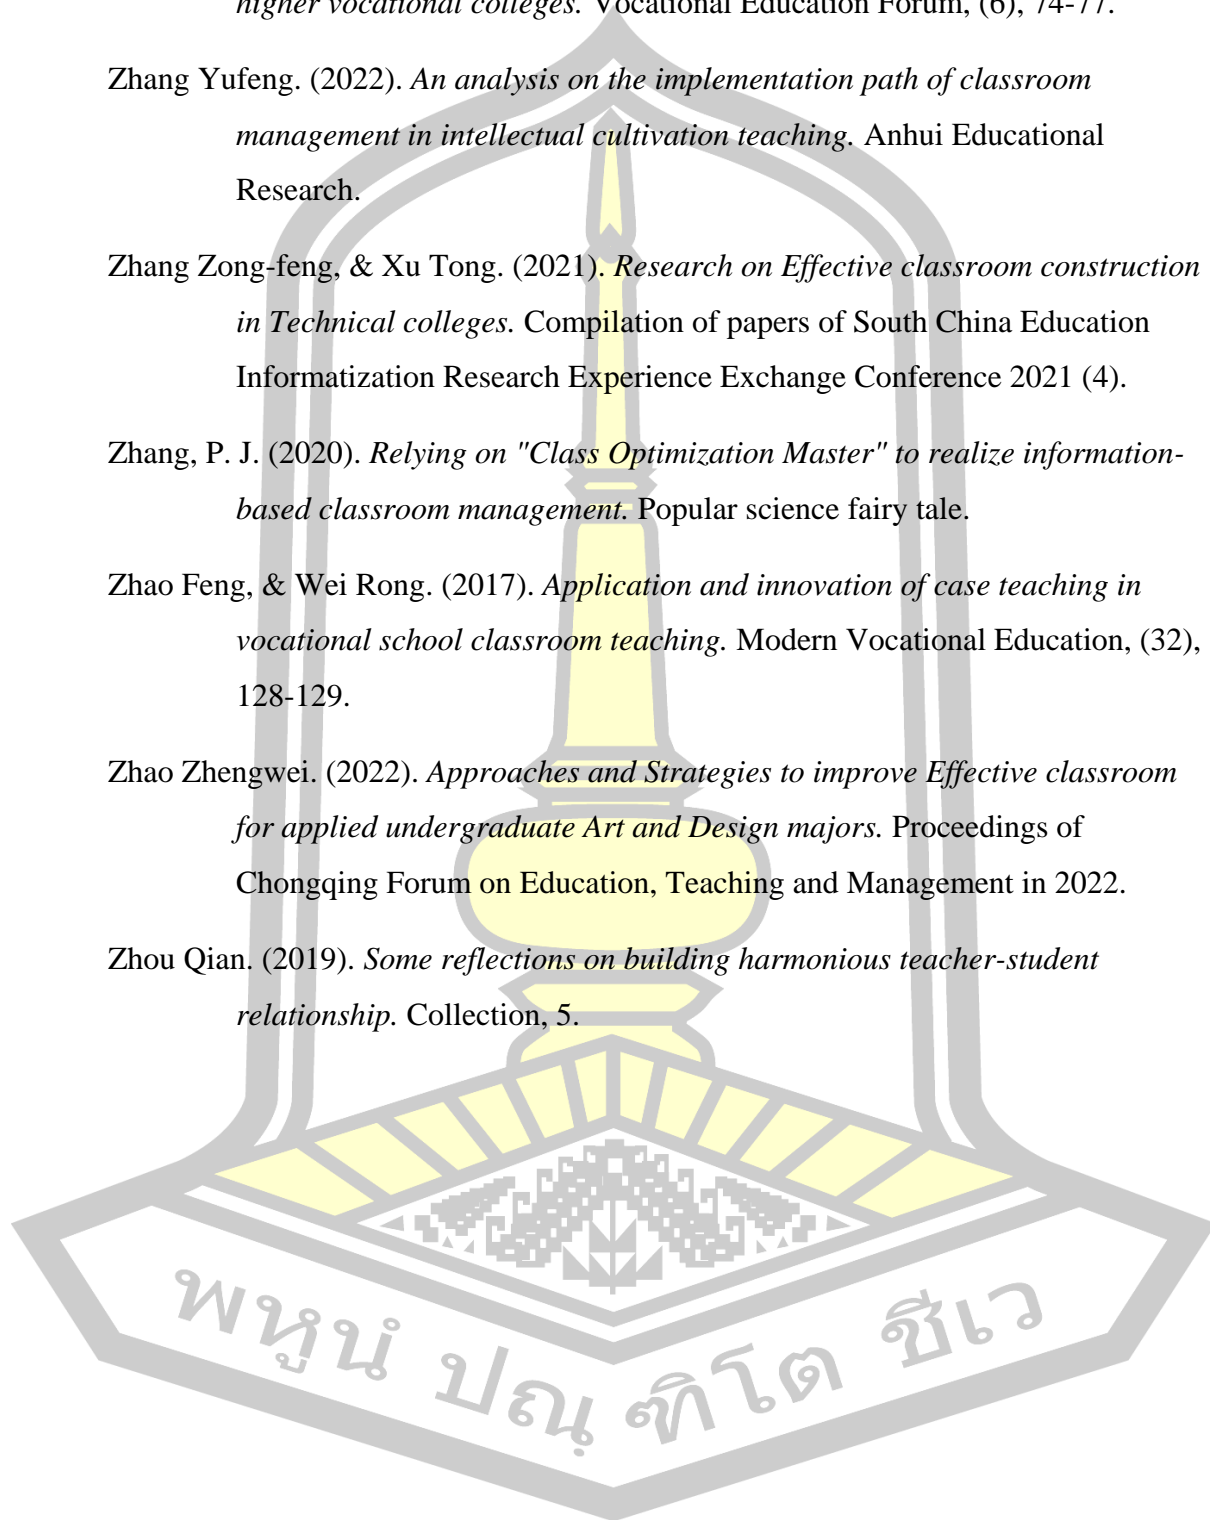 higher vocational colleges. Vocational Education Forum, (6), 74-77.
Zhang Yufeng. (2022). An analysis on the implementation path of classroom
management in intellectual cultivation teaching. Anhui Educational
Research.
Zhang Zong-feng, & Xu Tong. (2021). Research on Effective classroom construction
in Technical colleges. Compilation of papers of South China Education
Informatization Research Experience Exchange Conference 2021 (4).
Zhang, P. J. (2020). Relying on "Class Optimization Master" to realize information-
based classroom management. Popular science fairy tale.
Zhao Feng, & Wei Rong. (2017). Application and innovation of case teaching in
vocational school classroom teaching. Modern Vocational Education, (32),
128-129.
Zhao Zhengwei. (2022). Approaches and Strategies to improve Effective classroom
for applied undergraduate Art and Design majors. Proceedings of
Chongqing Forum on Education, Teaching and Management in 2022.
Zhou Qian. (2019). Some reflections on building harmonious teacher-student
relationship. Collection, 5.
พหูนํ ปณฺฑิโต ชีเว